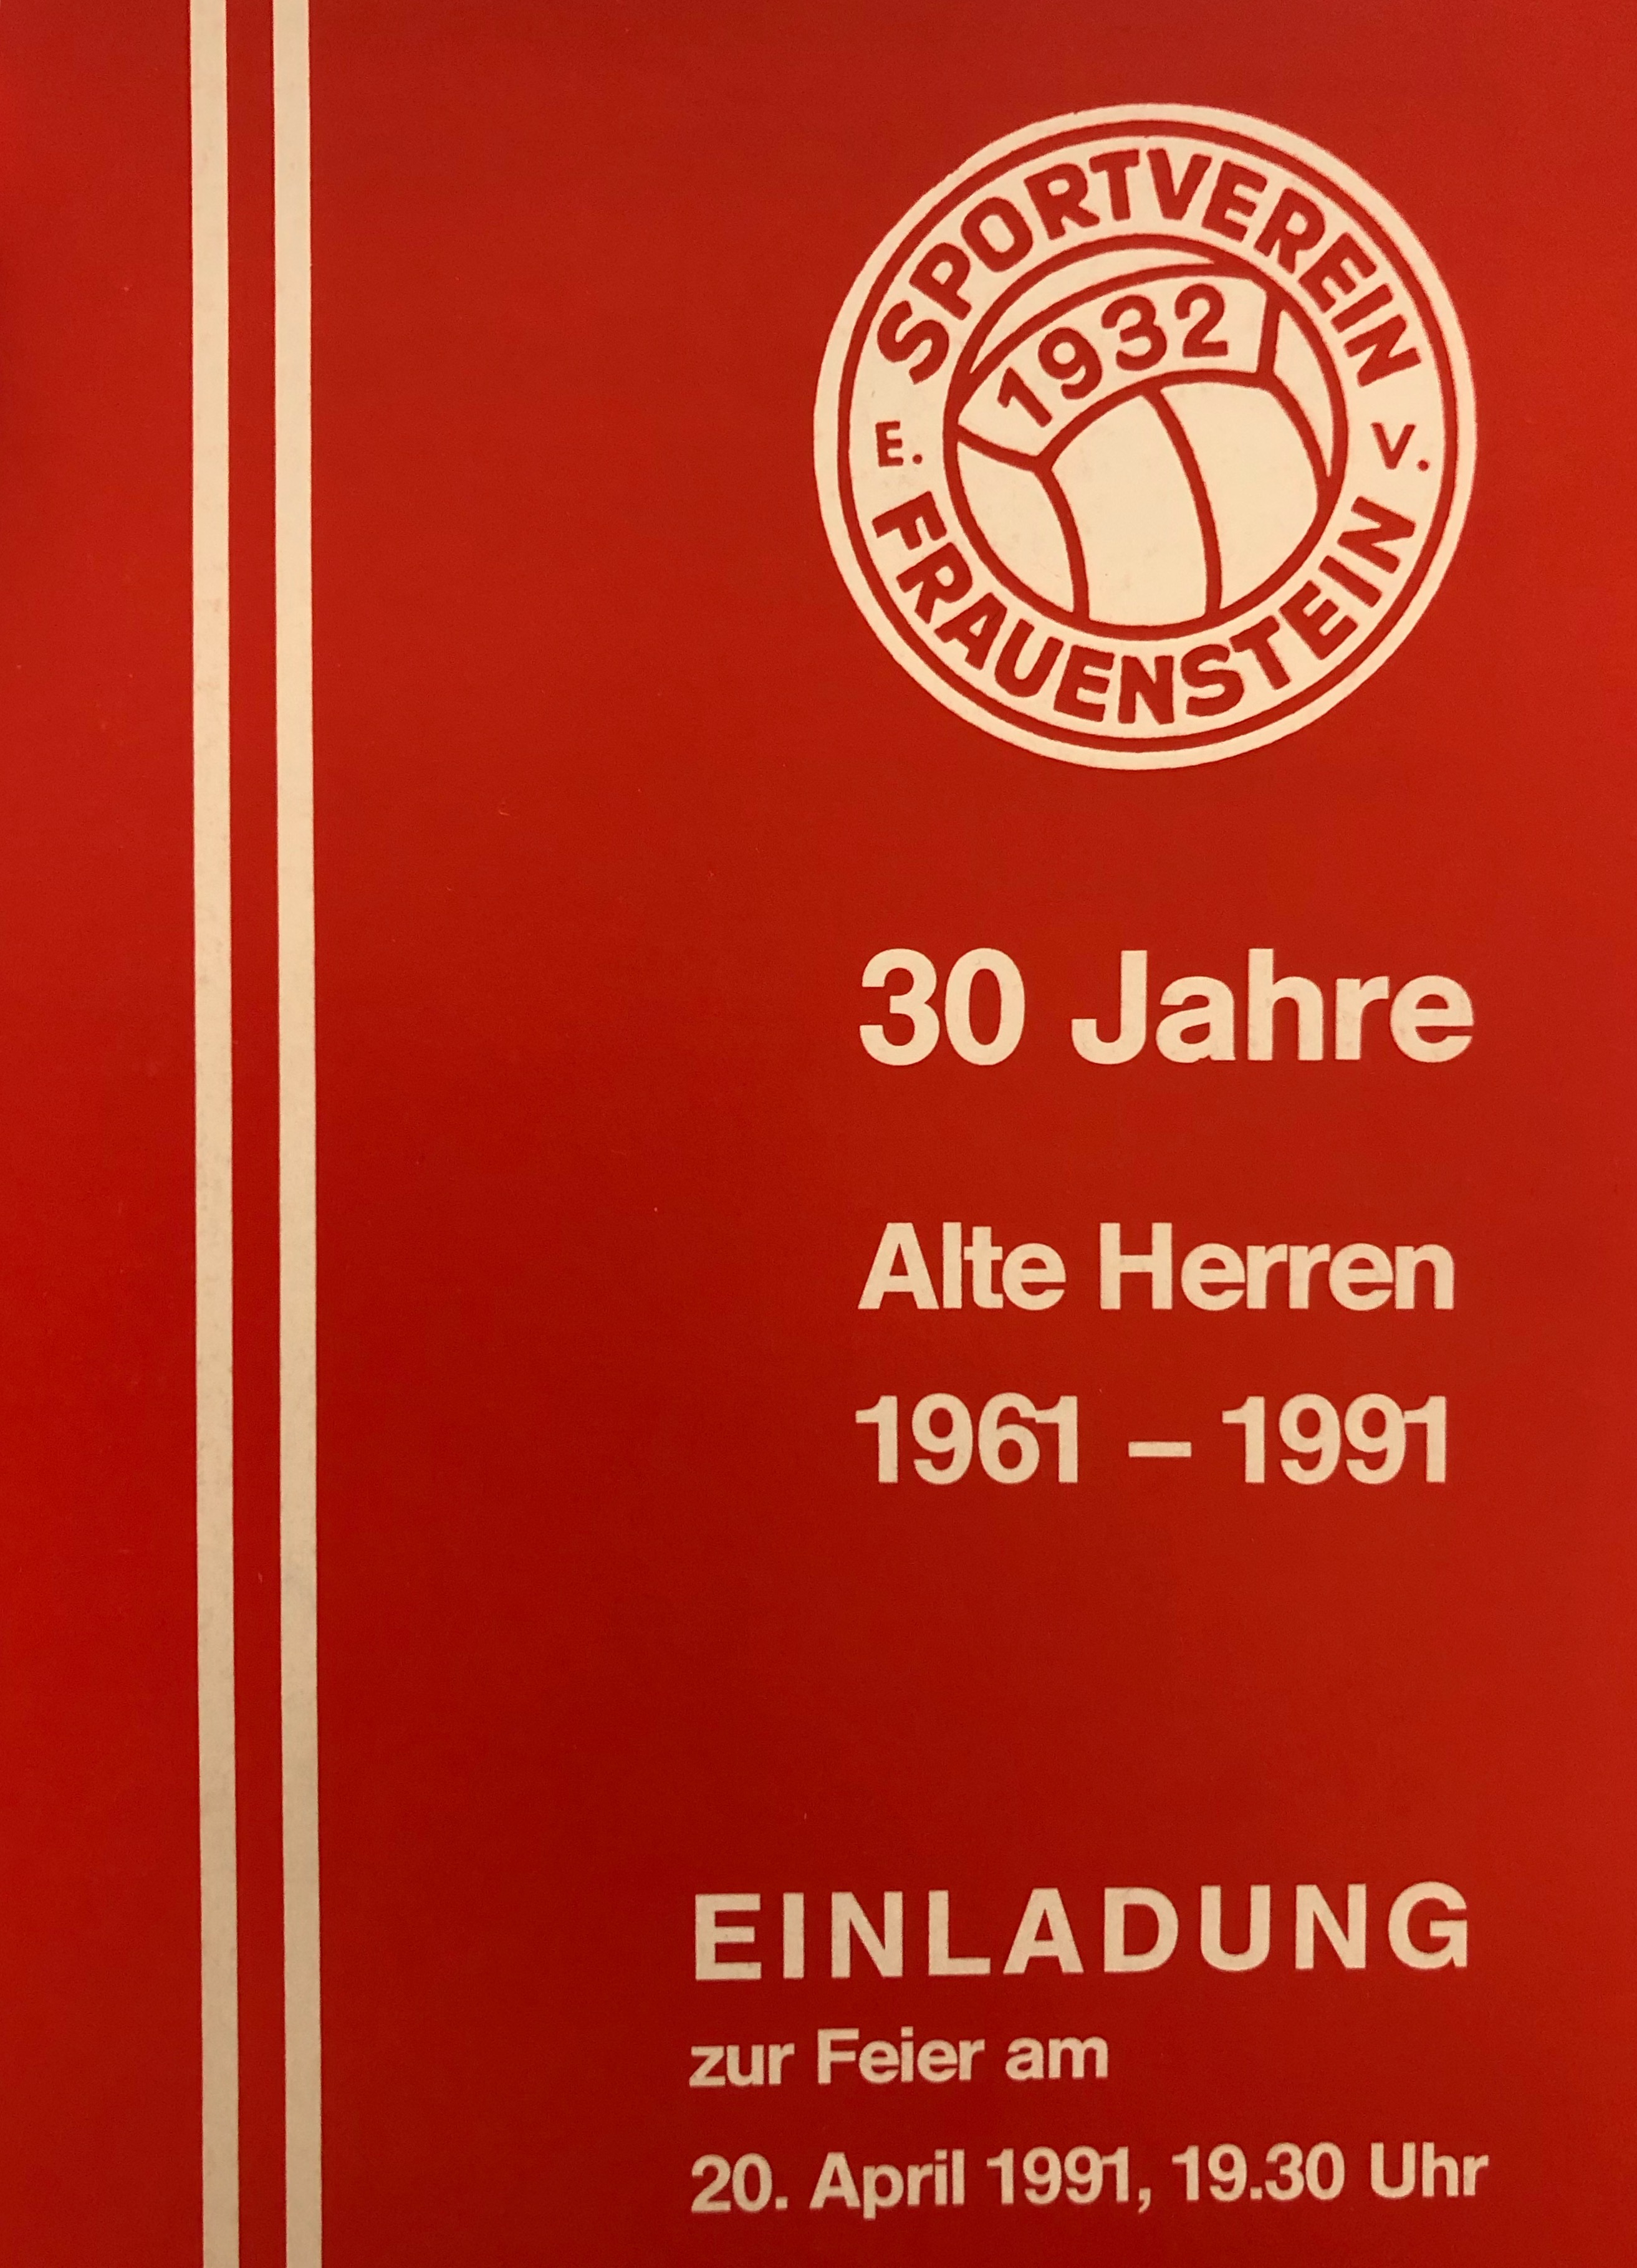 SPORTVEREIN
1932
E. V.
FRAUENSTEIN
30 Jahre
Alte Herren
1961 – 1991
EINLADUNG
zur Feier am
20. April 1991, 19.30 Uhr